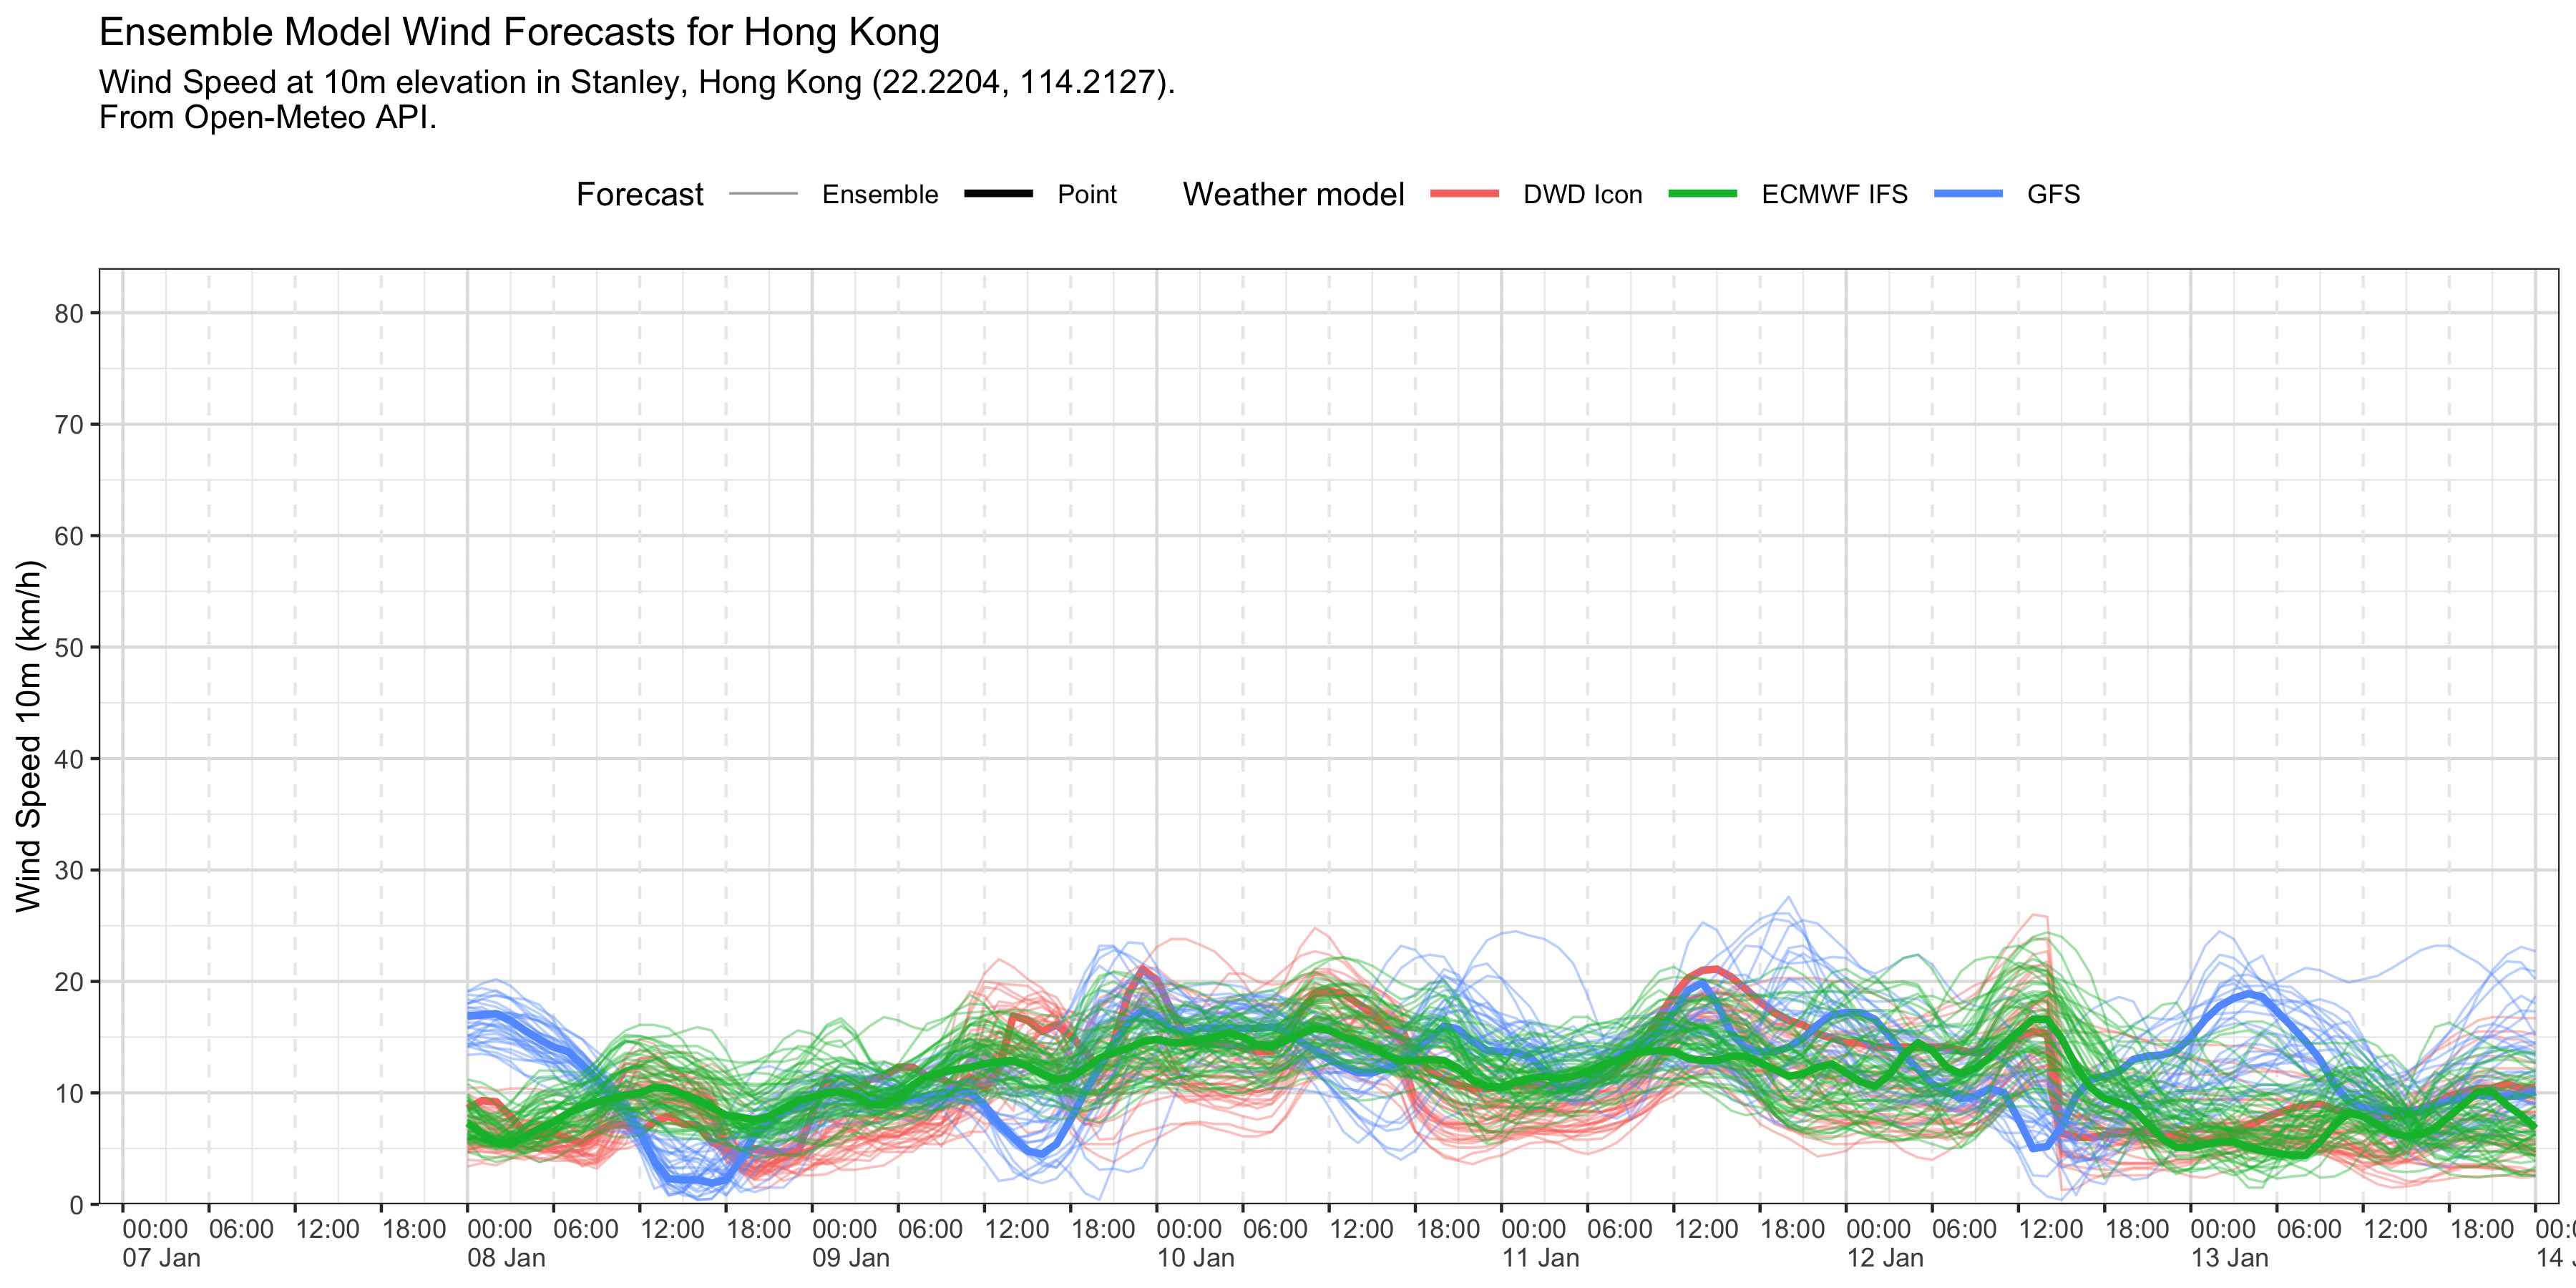 Ensemble Model Wind Forecasts for Hong Kong
Wind Speed at 10m elevation in Stanley, Hong Kong (22.2204, 114.2127).
From Open-Meteo API.
Forecast Ensemble Point Weather model DWD Icon ECMWF IFS GFS
Wind Speed 10m (km/h)
80
70
60
50
40
30
20
10
0
00:00 06:00 12:00 18:00 00:00 06:00 12:00 18:00 00:00 06:00 12:00 18:00 00:00 06:00 12:00 18:00 00:00 06:00 12:00 18:00 00:00 06:00 12:00 18:00 00:00 06:00 12:00 18:00
07 Jan 08 Jan 09 Jan 10 Jan 11 Jan 12 Jan 13 Jan 14